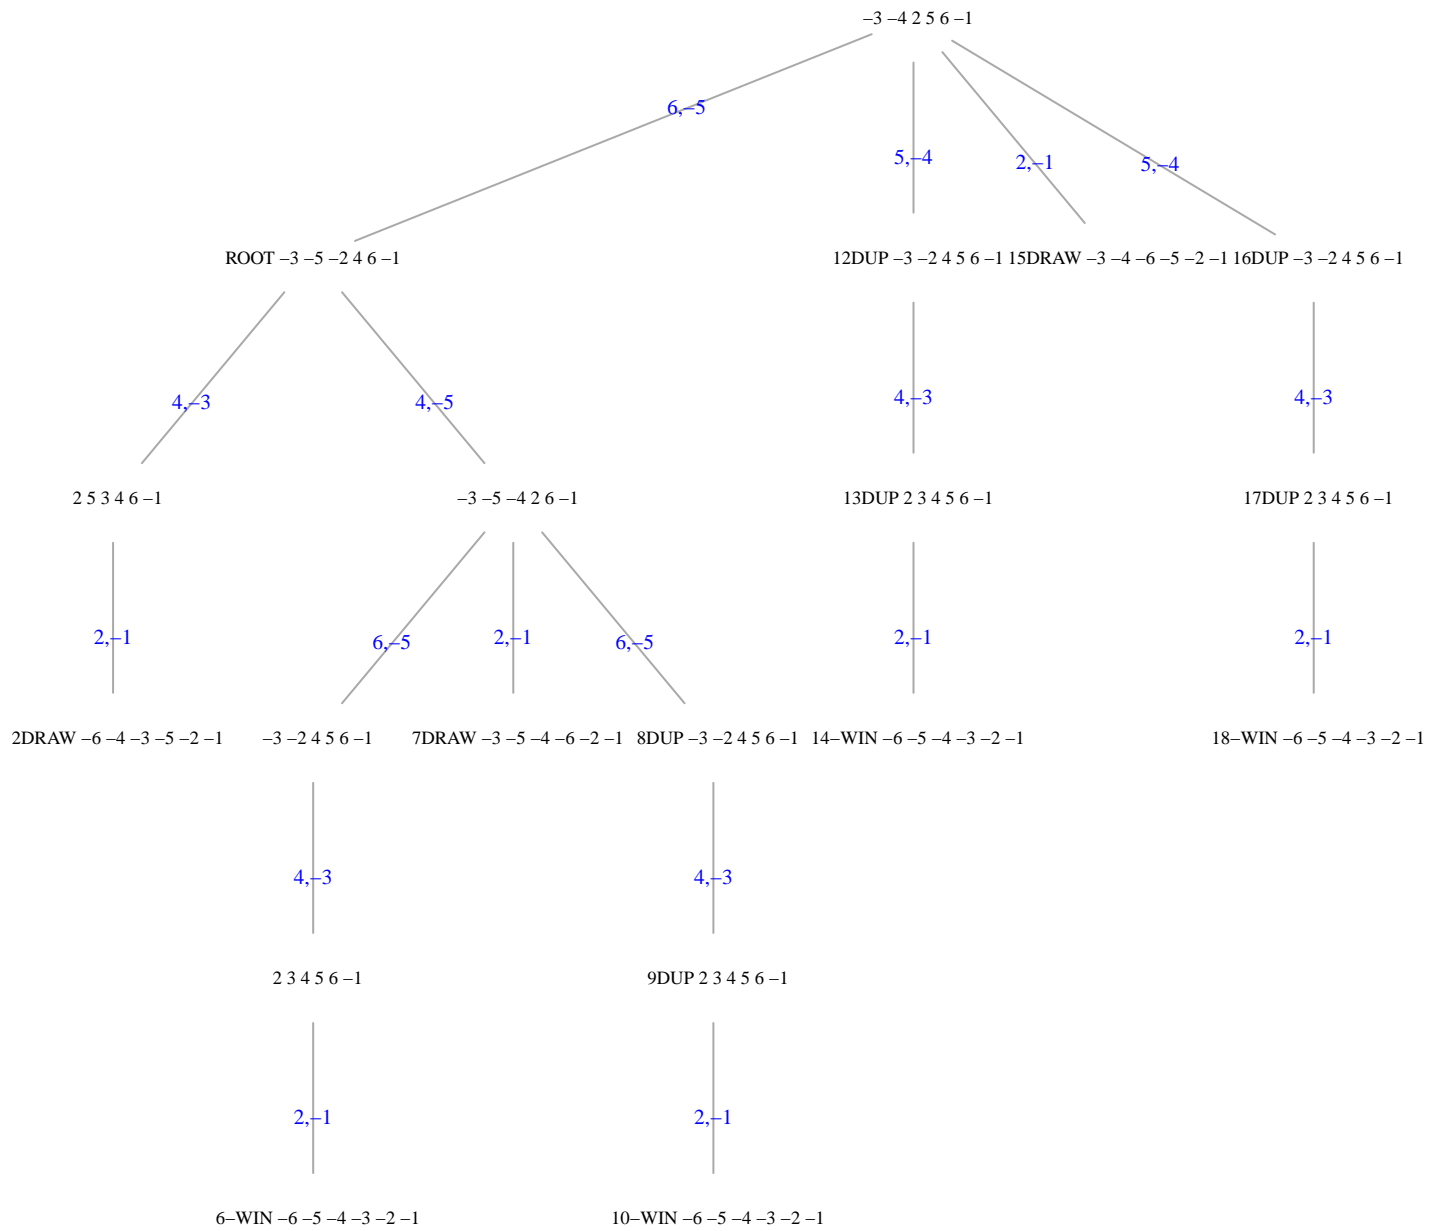 –3 –4 2 5 6 –1
6,–5
5,–4
2,–1
5,–4
ROOT –3 –5 –2 4 6 –1
12DUP –3 –2 4 5 6 –1
15DRAW –3 –4 –6 –5 –2 –1
16DUP –3 –2 4 5 6 –1
4,–3
4,–5
4,–3
4,–3
2 5 3 4 6 –1
–3 –5 –4 2 6 –1
13DUP 2 3 4 5 6 –1
17DUP 2 3 4 5 6 –1
2,–1
6,–5
2,–1
6,–5
2,–1
2,–1
2DRAW –6 –4 –3 –5 –2 –1
–3 –2 4 5 6 –1
7DRAW –3 –5 –4 –6 –2 –1
8DUP –3 –2 4 5 6 –1
14–WIN –6 –5 –4 –3 –2 –1
18–WIN –6 –5 –4 –3 –2 –1
4,–3
4,–3
2 3 4 5 6 –1
9DUP 2 3 4 5 6 –1
2,–1
2,–1
6–WIN –6 –5 –4 –3 –2 –1
10–WIN –6 –5 –4 –3 –2 –1